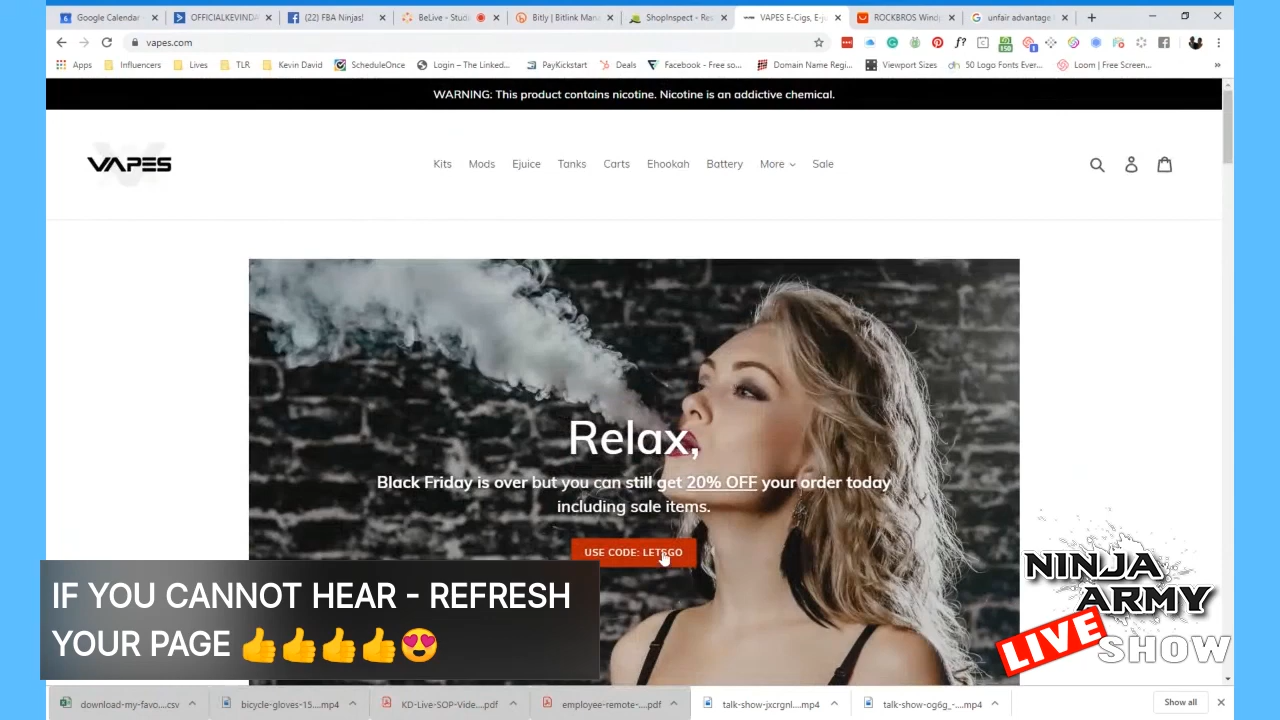 Google Calendar
OFFICIALKEVINDA
(22) FBA Ninjas!
BeLive - Stud
Bitly | Bitlink Man
ShopInspect - Re
VAPES E-Cigs, E-j
ROCKBROS Wind
unfair advantage
vapes.com
Apps
Influencers
Lives
TLR
Kevin David
ScheduleOnce
Login – The Linked...
PayKickstart
Deals
Facebook - Free so...
Domain Name Regi...
Viewport Sizes
50 Logo Fonts Ever...
Loom | Free Screen...
»
WARNING: This product contains nicotine. Nicotine is an addictive chemical.
VAPES
Kits
Mods
Ejuice
Tanks
Carts
Ehookah
Battery
More
Sale
Relax,
Black Friday is over but you can still get 20% OFF your order today
including sale items.
USE CODE: LETSGO
IF YOU CANNOT HEAR - REFRESH
YOUR PAGE 👍👍👍👍😍
NINJA
ARMY
LIVE SHOW
download-my-favo....csv
bicycle-gloves-15....mp4
KD-Live-SOP-Vide....pdf
employee-remote-....pdf
talk-show-jxcrgnl....mp4
talk-show-og6g_-....mp4
Show all